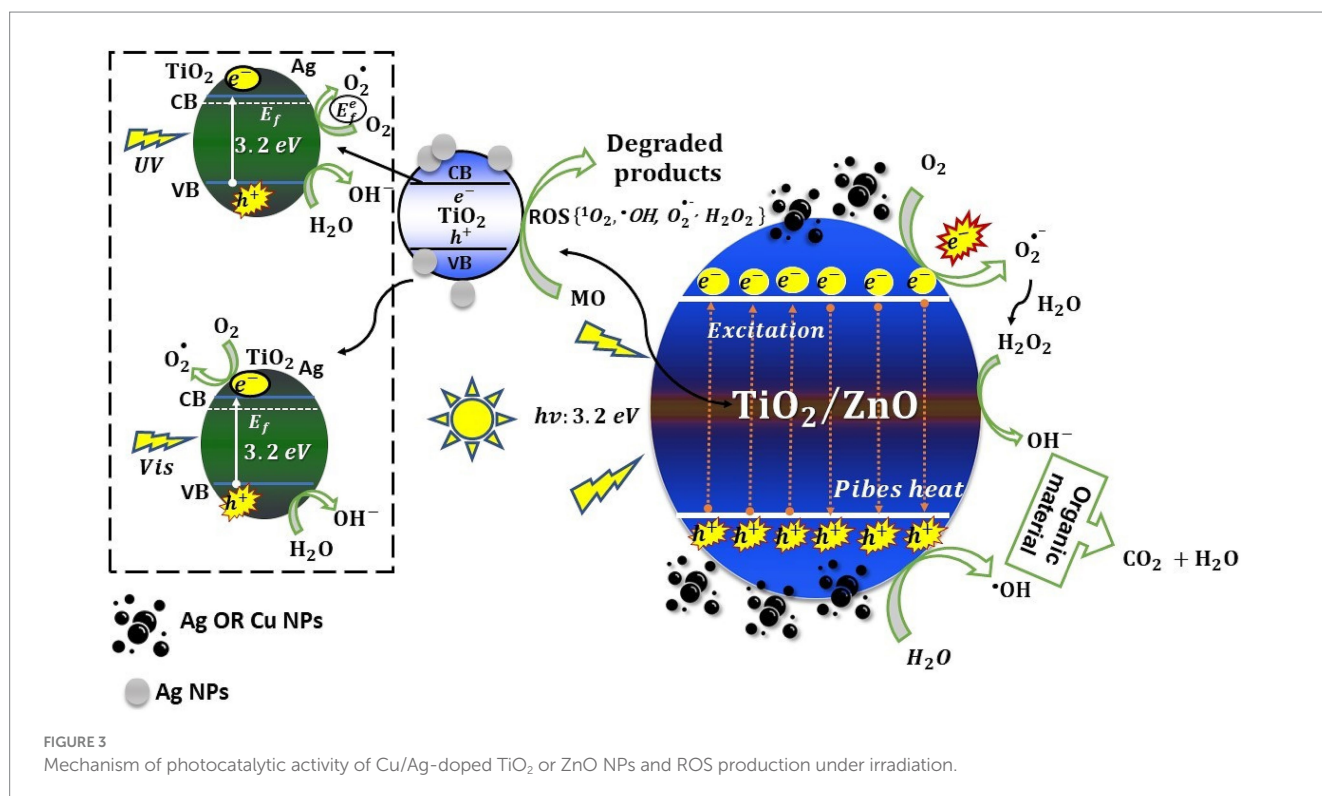 TiO₂
e⁻
Ag
O₂•
CB
E_f
E_f^e
O₂
3.2 eV
UV
VB
h⁺
OH⁻
H₂O
CB
e⁻
TiO₂
h⁺
VB
Degraded
products
ROS {¹O₂, •OH, O₂•⁻· H₂O₂ }
MO
O₂
O₂•
TiO₂
Ag
e⁻
CB
E_f
3.2 eV
Vis
VB
h⁺
OH⁻
H₂O
hv: 3.2 eV
O₂
e⁻
O₂•⁻
H₂O
H₂O₂
e⁻ e⁻ e⁻ e⁻ e⁻ e⁻
Excitation
TiO₂/ZnO
Pibes heat
h⁺ h⁺ h⁺ h⁺ h⁺ h⁺
OH⁻
Organic
material
CO₂ + H₂O
•OH
H₂O
Ag OR Cu NPs
Ag NPs
FIGURE 3
Mechanism of photocatalytic activity of Cu/Ag-doped TiO₂ or ZnO NPs and ROS production under irradiation.